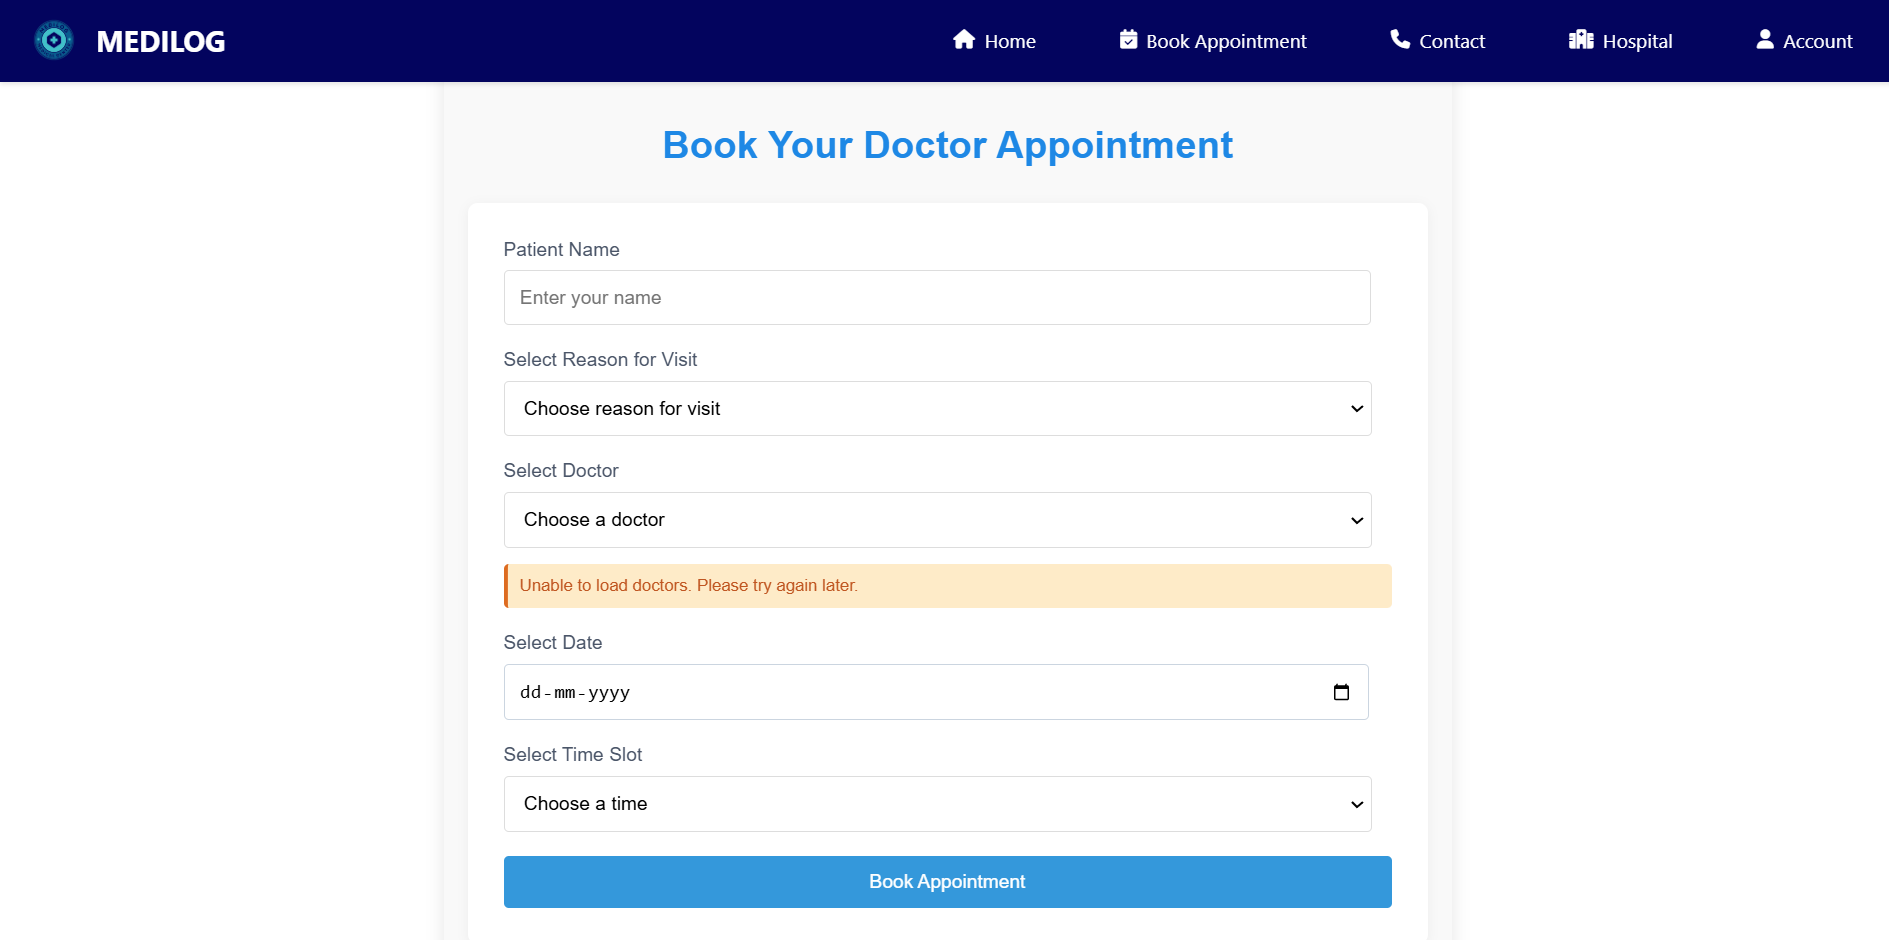 MEDILOG
Home
Book Appointment
Contact
Hospital
Account
Book Your Doctor Appointment
Patient Name
Enter your name
Select Reason for Visit
Choose reason for visit
Select Doctor
Choose a doctor
Unable to load doctors. Please try again later.
Select Date
dd-mm-yyyy
Select Time Slot
Choose a time
Book Appointment